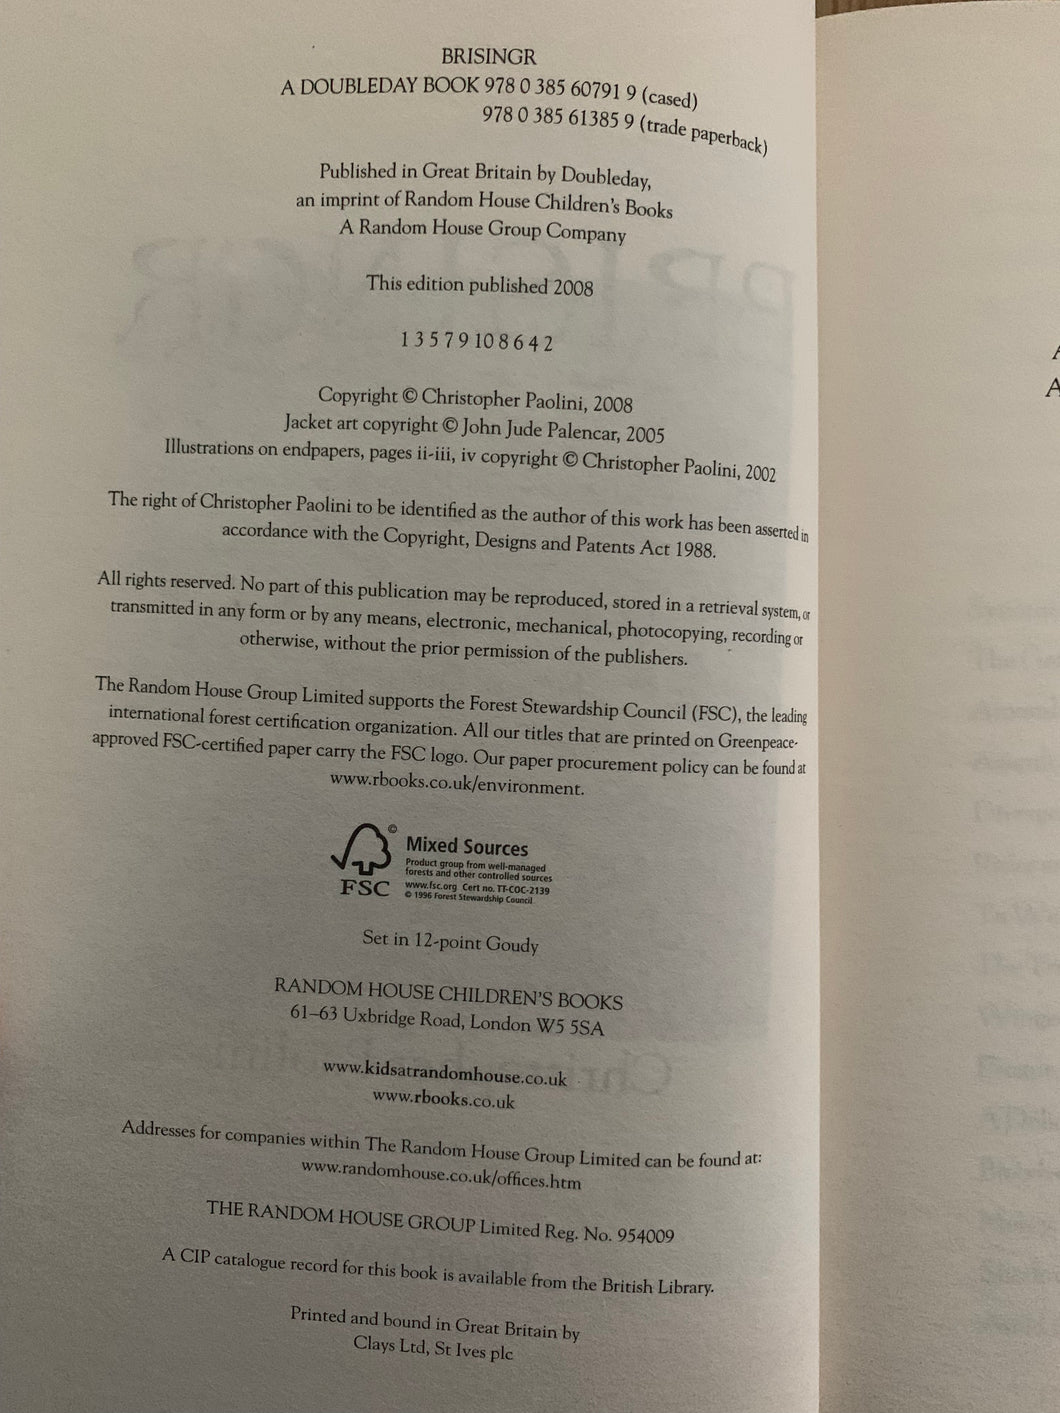 BRISINGR
A DOUBLEDAY BOOK 978 0 385 60791 9 (cased)
978 0 385 61385 9 (trade paperback)
Published in Great Britain by Doubleday,
an imprint of Random House Children's Books
A Random House Group Company
This edition published 2008
1 3 5 7 9 10 8 6 4 2
Copyright © Christopher Paolini, 2008
Jacket art copyright © John Jude Palencar, 2005
Illustrations on endpapers, pages ii-iii, iv copyright © Christopher Paolini, 2002
The right of Christopher Paolini to be identified as the author of this work has been asserted in
accordance with the Copyright, Designs and Patents Act 1988.
All rights reserved. No part of this publication may be reproduced, stored in a retrieval system, or
transmitted in any form or by any means, electronic, mechanical, photocopying, recording or
otherwise, without the prior permission of the publishers.
The Random House Group Limited supports the Forest Stewardship Council (FSC), the leading
international forest certification organization. All our titles that are printed on Greenpeace-
approved FSC-certified paper carry the FSC logo. Our paper procurement policy can be found at
www.rbooks.co.uk/environment.
©
FSC
Mixed Sources
Product group from well-managed
forests and other controlled sources
www.fsc.org Cert no. TT-COC-2139
© 1996 Forest Stewardship Council
Set in 12-point Goudy
RANDOM HOUSE CHILDREN'S BOOKS
61–63 Uxbridge Road, London W5 5SA
www.kidsatrandomhouse.co.uk
www.rbooks.co.uk
Addresses for companies within The Random House Group Limited can be found at:
www.randomhouse.co.uk/offices.htm
THE RANDOM HOUSE GROUP Limited Reg. No. 954009
A CIP catalogue record for this book is available from the British Library.
Printed and bound in Great Britain by
Clays Ltd, St Ives plc